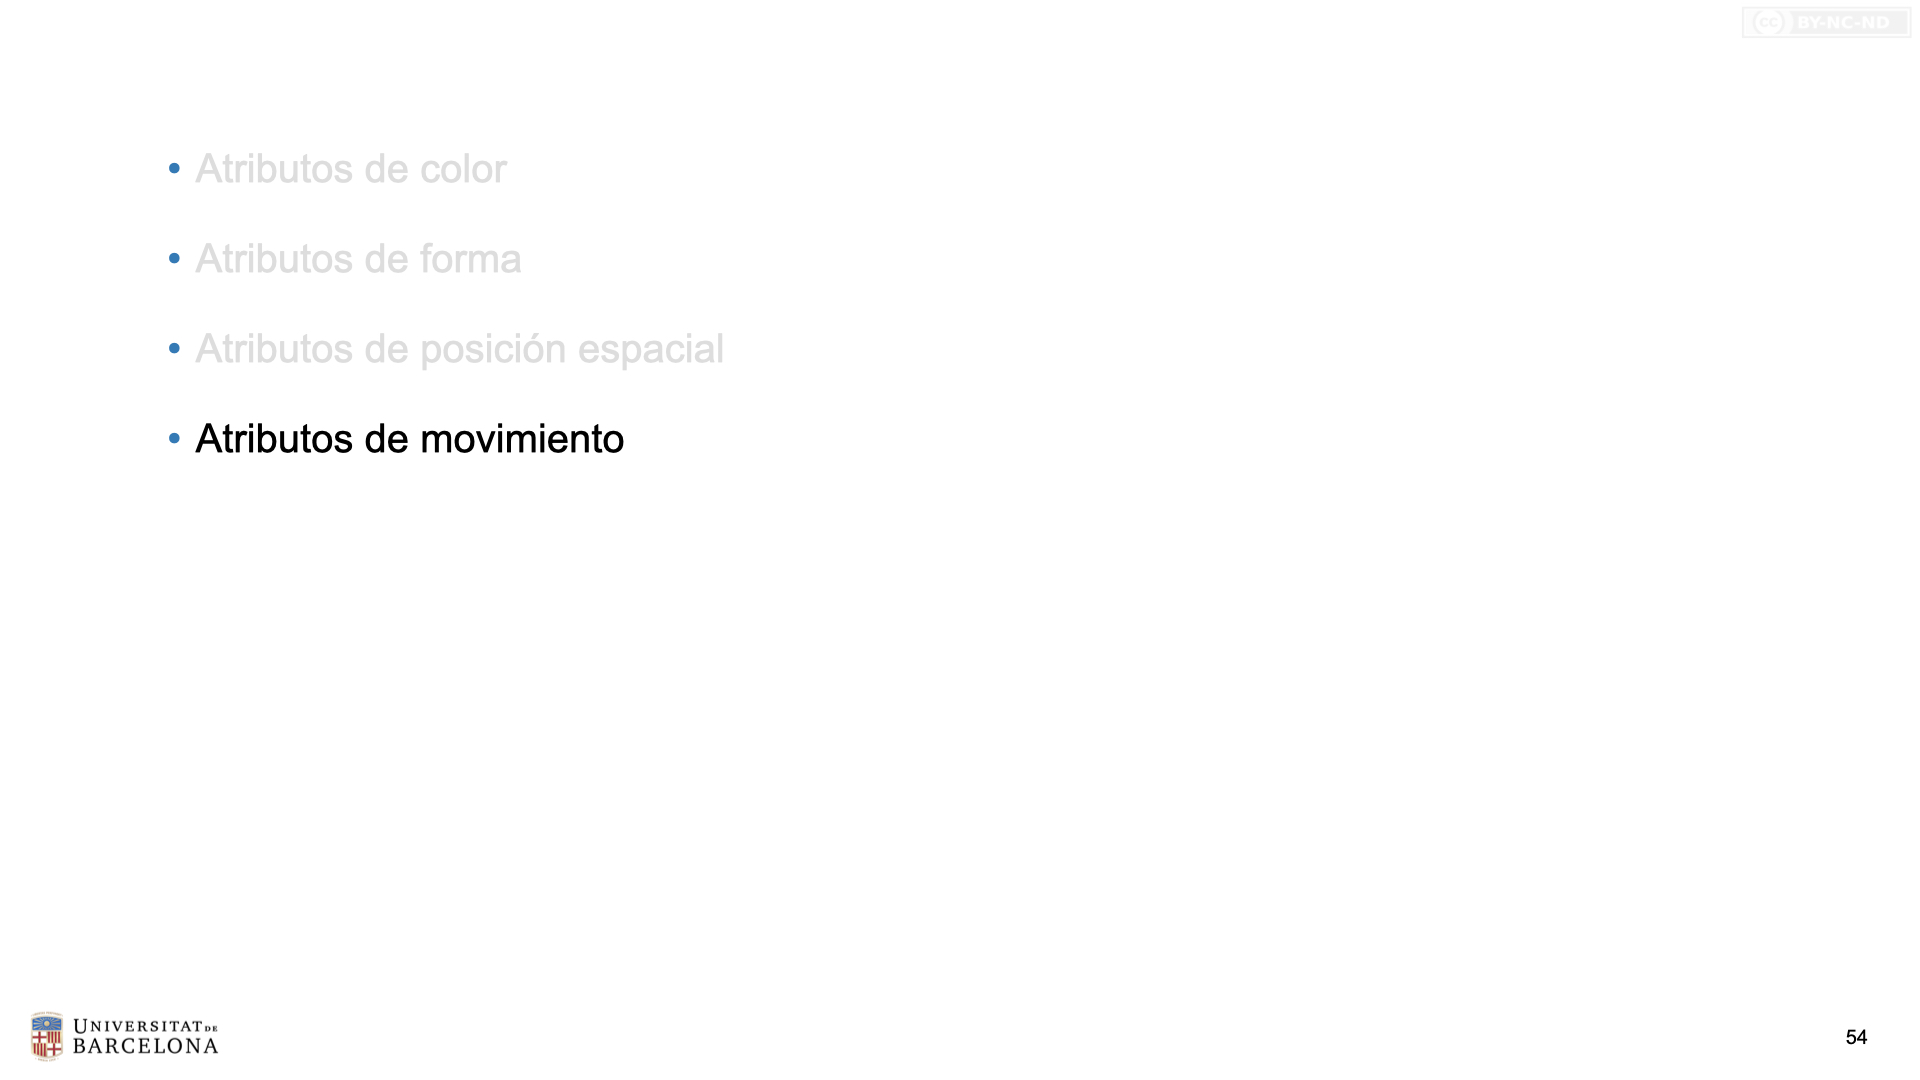 cc BY-NC-ND
• Atributos de color
• Atributos de forma
• Atributos de posición espacial
• Atributos de movimiento
UNIVERSITAT DE
BARCELONA
54